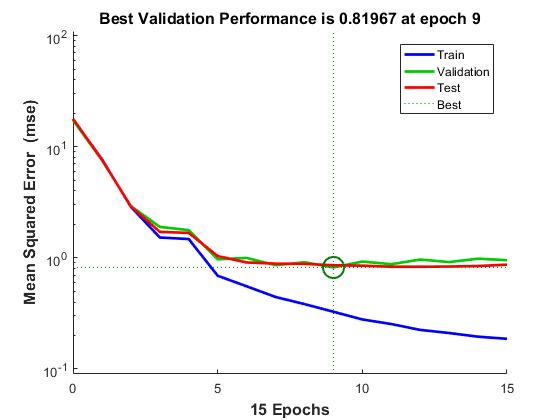 Best Validation Performance is 0.81967 at epoch 9
Mean Squared Error (mse)
10^2
10^1
10^0
10^-1
Train
Validation
Test
Best
0 5 10 15
15 Epochs